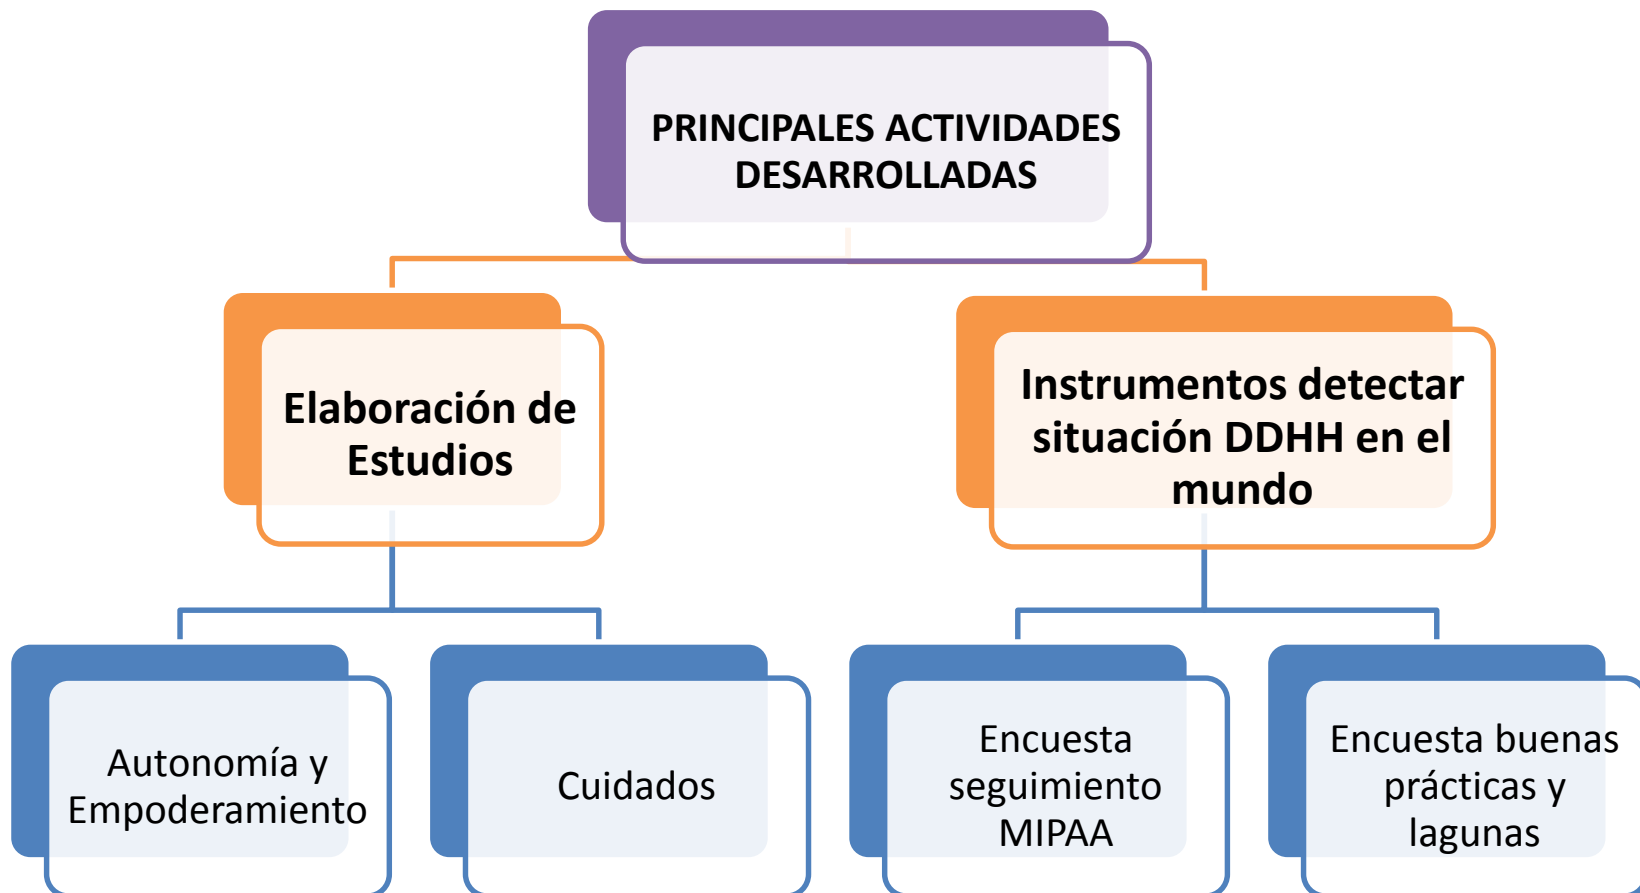 PRINCIPALES ACTIVIDADES
DESARROLLADAS
Elaboración de
Estudios
Instrumentos detectar
situación DDHH en el
mundo
Autonomía y
Empoderamiento
Cuidados
Encuesta
seguimiento
MIPAA
Encuesta buenas
prácticas y
lagunas